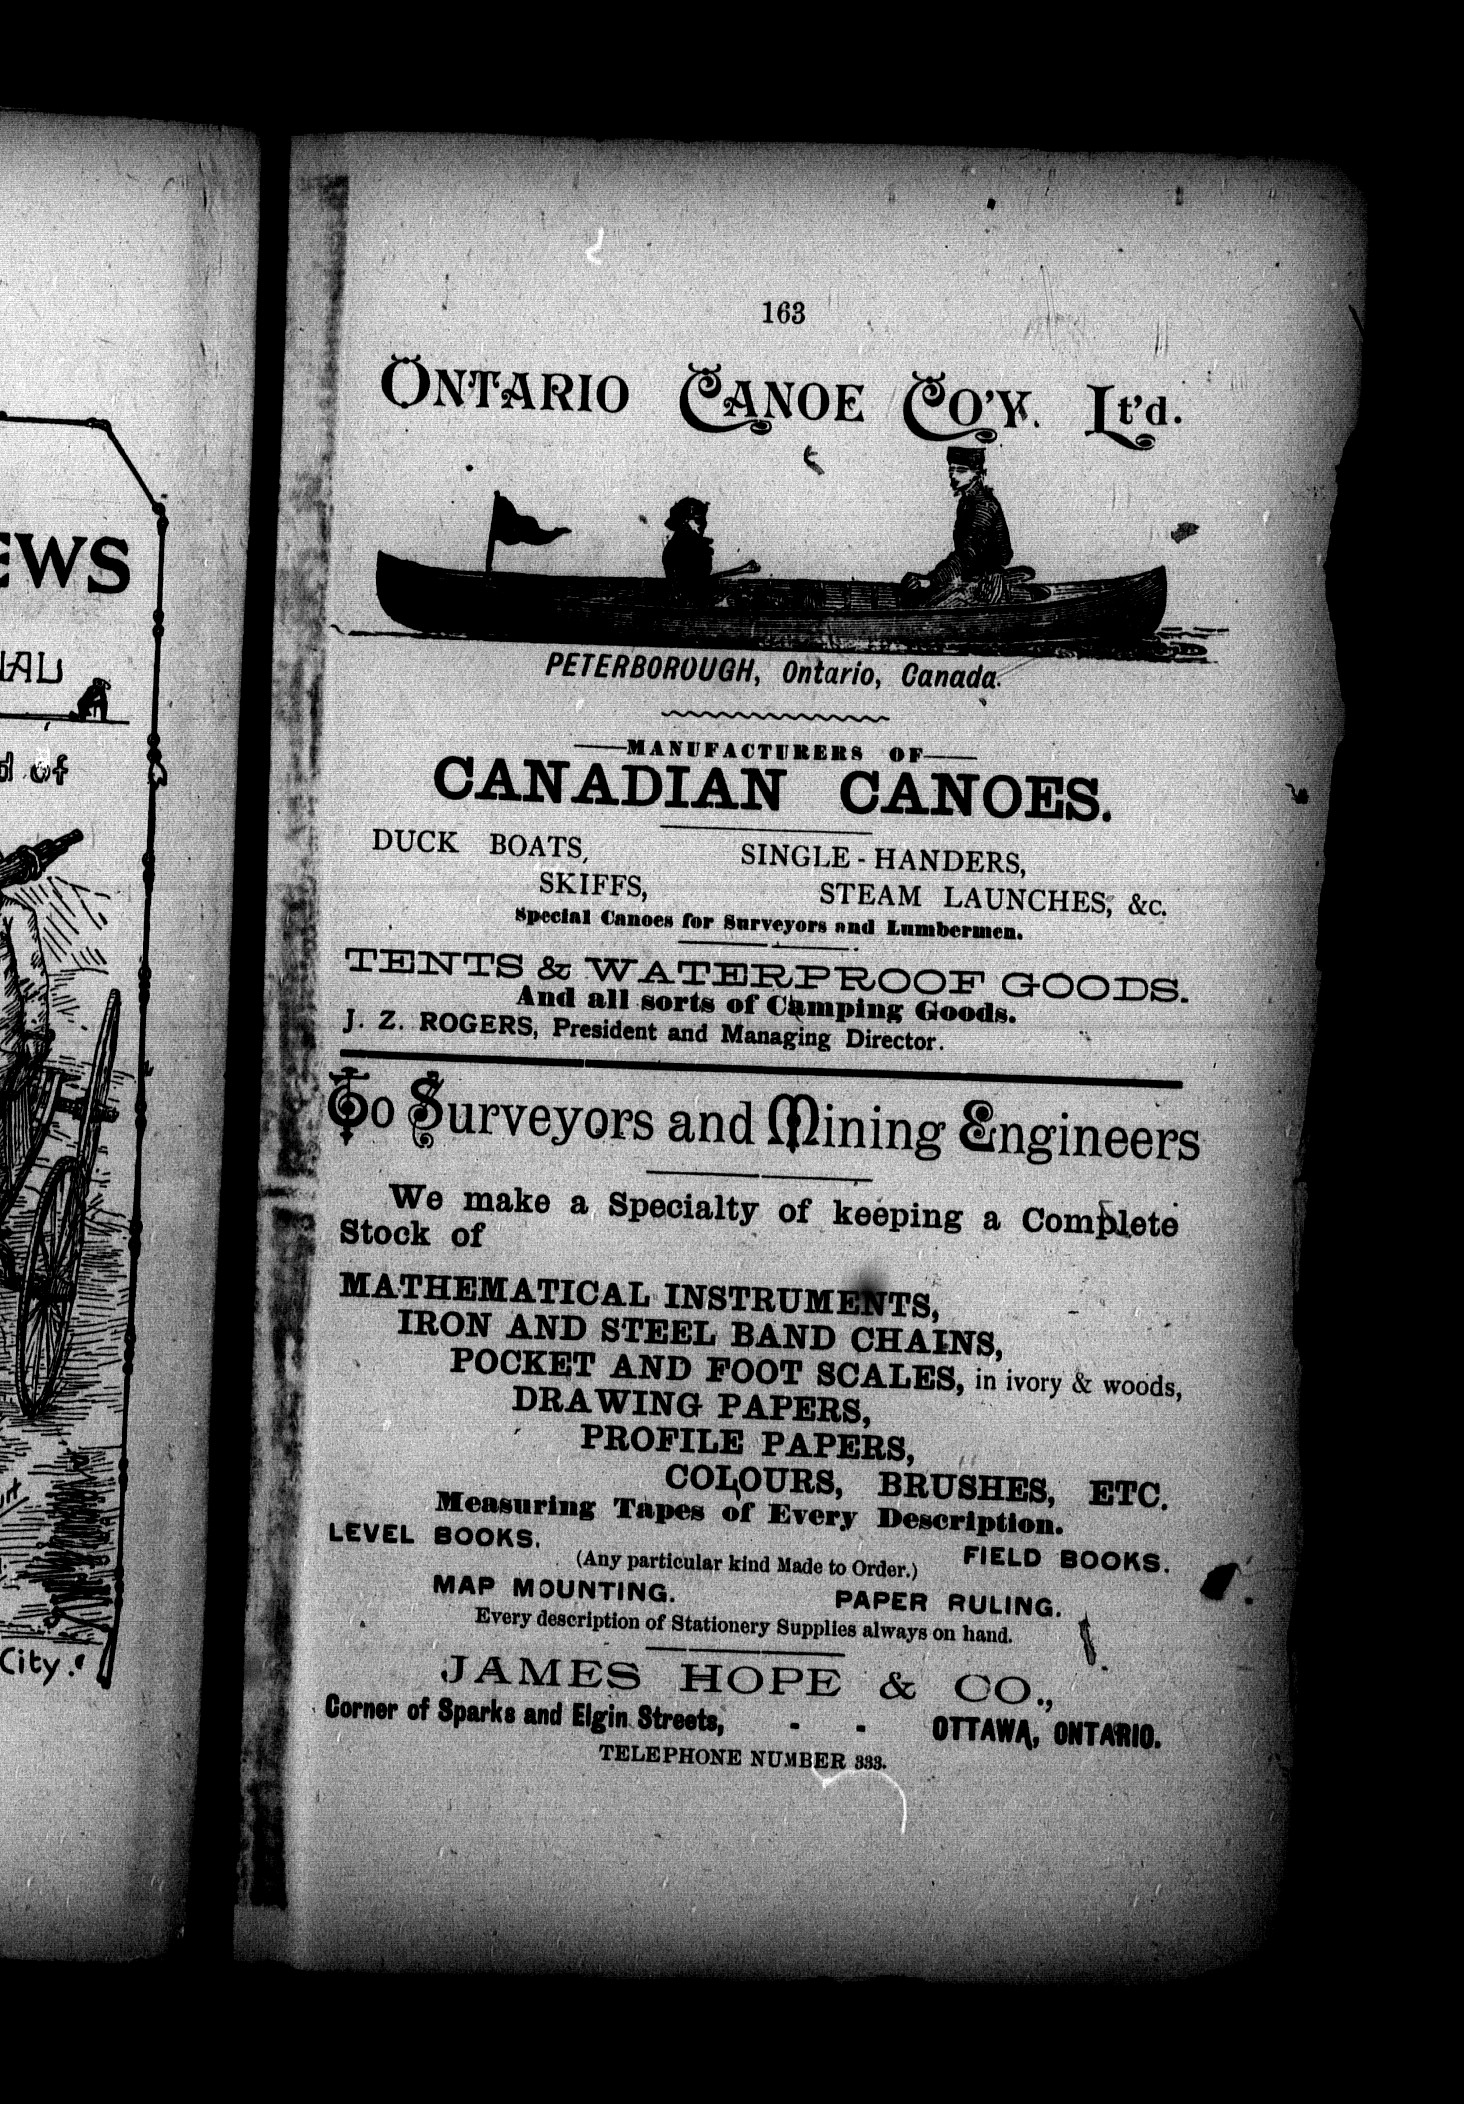 EWS
d of
City.
163
ONTARIO CANOE CO'Y. Lt'd.
PETERBOROUGH, Ontario, Canada.
MANUFACTURERS OF
CANADIAN CANOES.
DUCK BOATS, SINGLE-HANDERS,
SKIFFS, STEAM LAUNCHES, &c.
Special Canoes for Surveyors and Lumbermen.
TENTS & WATERPROOF GOODS.
And all sorts of Camping Goods.
J. Z. ROGERS, President and Managing Director.
To Surveyors and Mining Engineers
We make a Specialty of keeping a Complete
Stock of
MATHEMATICAL INSTRUMENTS,
IRON AND STEEL BAND CHAINS,
POCKET AND FOOT SCALES, in ivory & woods,
DRAWING PAPERS,
PROFILE PAPERS,
COLOURS, BRUSHES, ETC.
Measuring Tapes of Every Description.
LEVEL BOOKS. FIELD BOOKS.
(Any particular kind Made to Order.)
MAP MOUNTING. PAPER RULING.
Every description of Stationery Supplies always on hand.
JAMES HOPE & CO.,
Corner of Sparks and Elgin Streets, - - OTTAWA, ONTARIO.
TELEPHONE NUMBER 333.